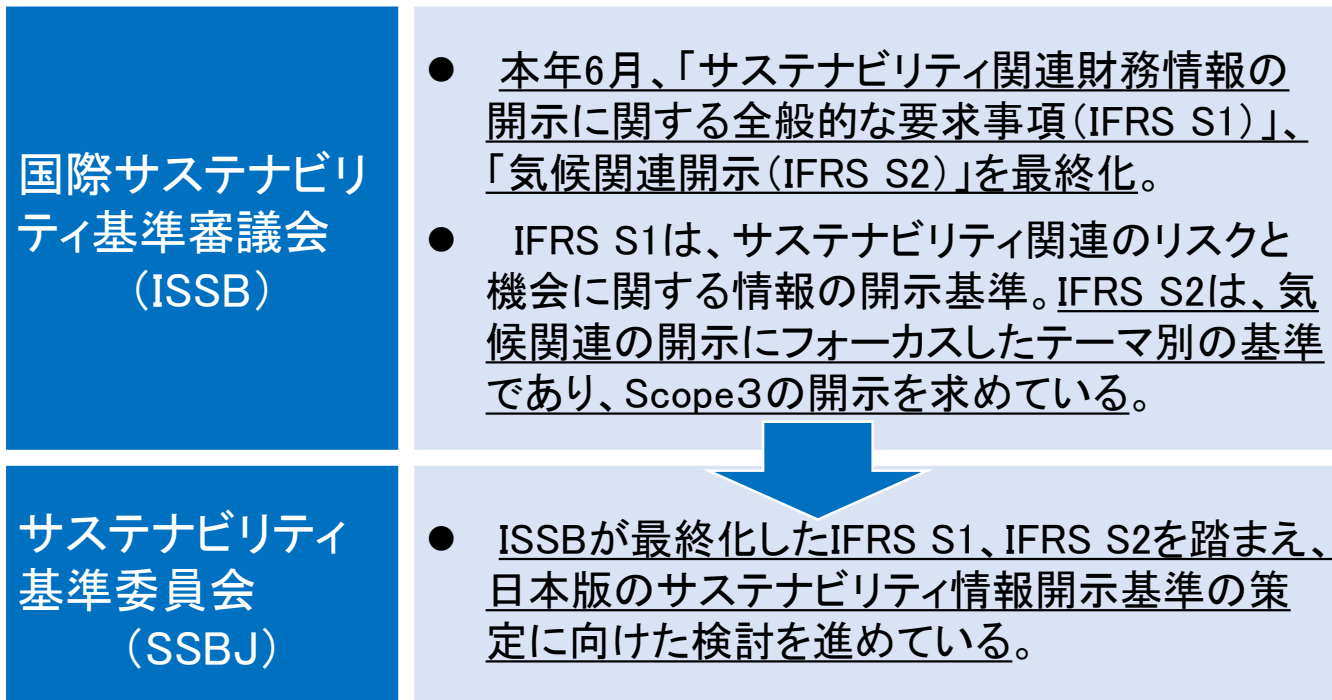 国際サステナビリ
ティ基準審議会
（ISSB）
● 本年6月、「サステナビリティ関連財務情報の
開示に関する全般的な要求事項（IFRS S1）」、
「気候関連開示（IFRS S2）」を最終化。
● IFRS S1は、サステナビリティ関連のリスクと
機会に関する情報の開示基準。IFRS S2は、気
候関連の開示にフォーカスしたテーマ別の基準
であり、Scope３の開示を求めている。
サステナビリティ
基準委員会
（SSBJ）
● ISSBが最終化したIFRS S1、IFRS S2を踏まえ、
日本版のサステナビリティ情報開示基準の策
定に向けた検討を進めている。